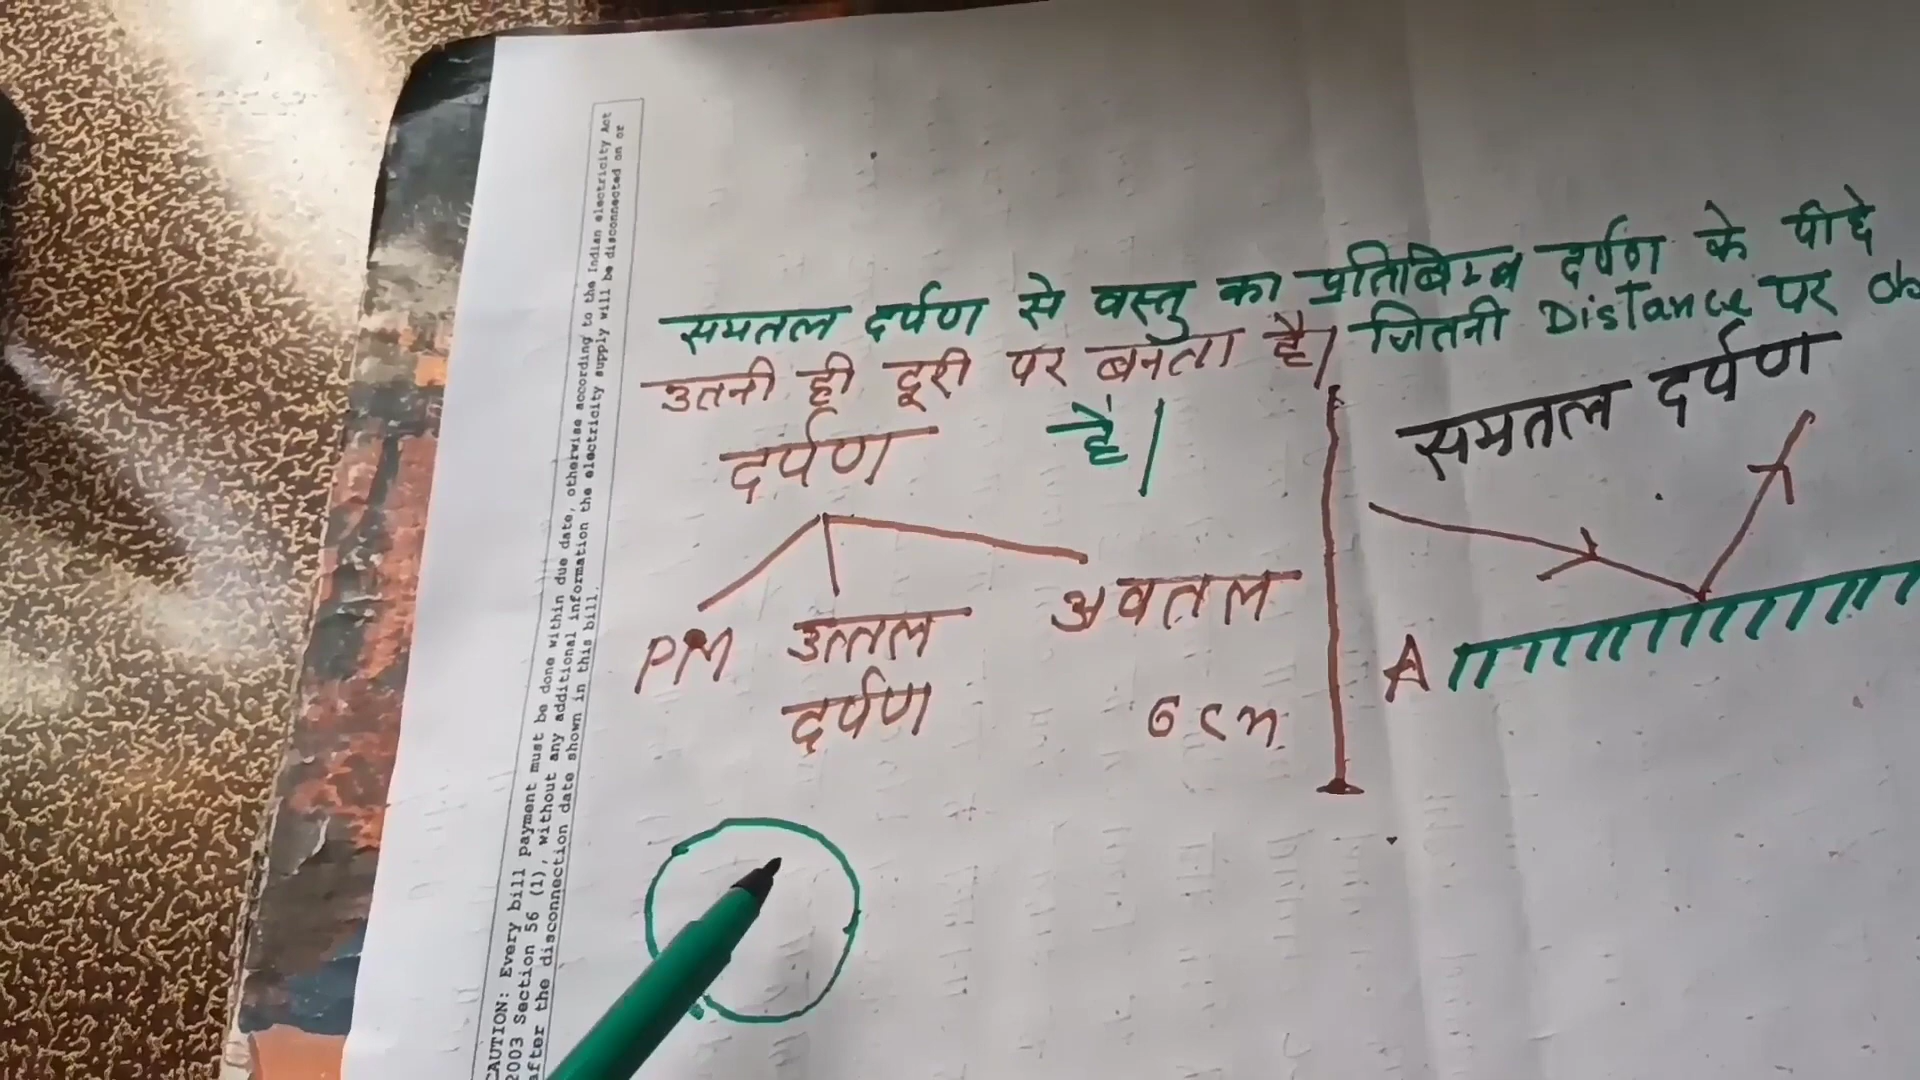 समतल दर्पण से वस्तु का प्रतिबिम्ब दर्पण के पीछे
उतनी ही दूरी पर बनता है। जितनी Distance पर
है।
दर्पण
PM
उत्तल
दर्पण
अवतल
6 cm
समतल दर्पण
A
CAUTION: Every bill payment must be done within due date, otherwise according to the Indian electricity Act
2003 Section 56 (1), without any additional information the electricity supply will be disconnected on or
after the disconnection date shown in this bill.